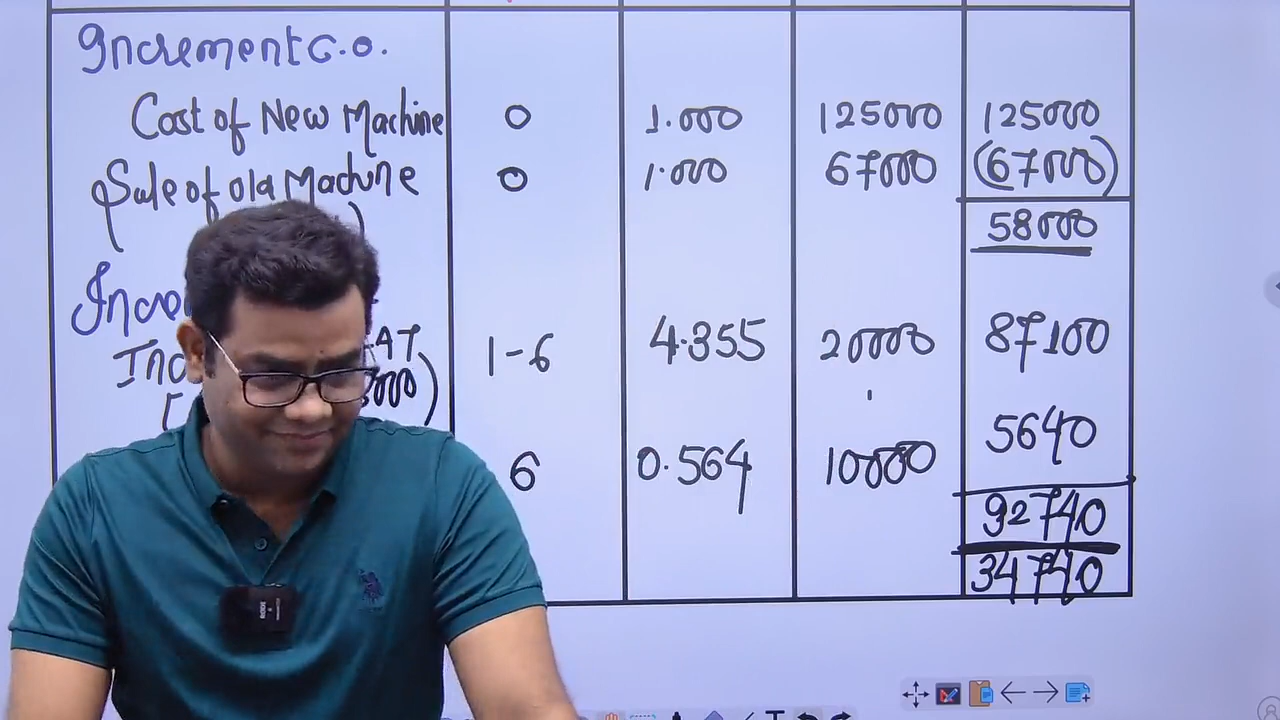 Increment C.O.
Cost of New Machine 0 1.000 125000 125000
Sale of Old Machine 0 1.000 67000 (67000)
58000
1-6 4.355 20000 87100
6 0.564 10000 5640
92740
34740